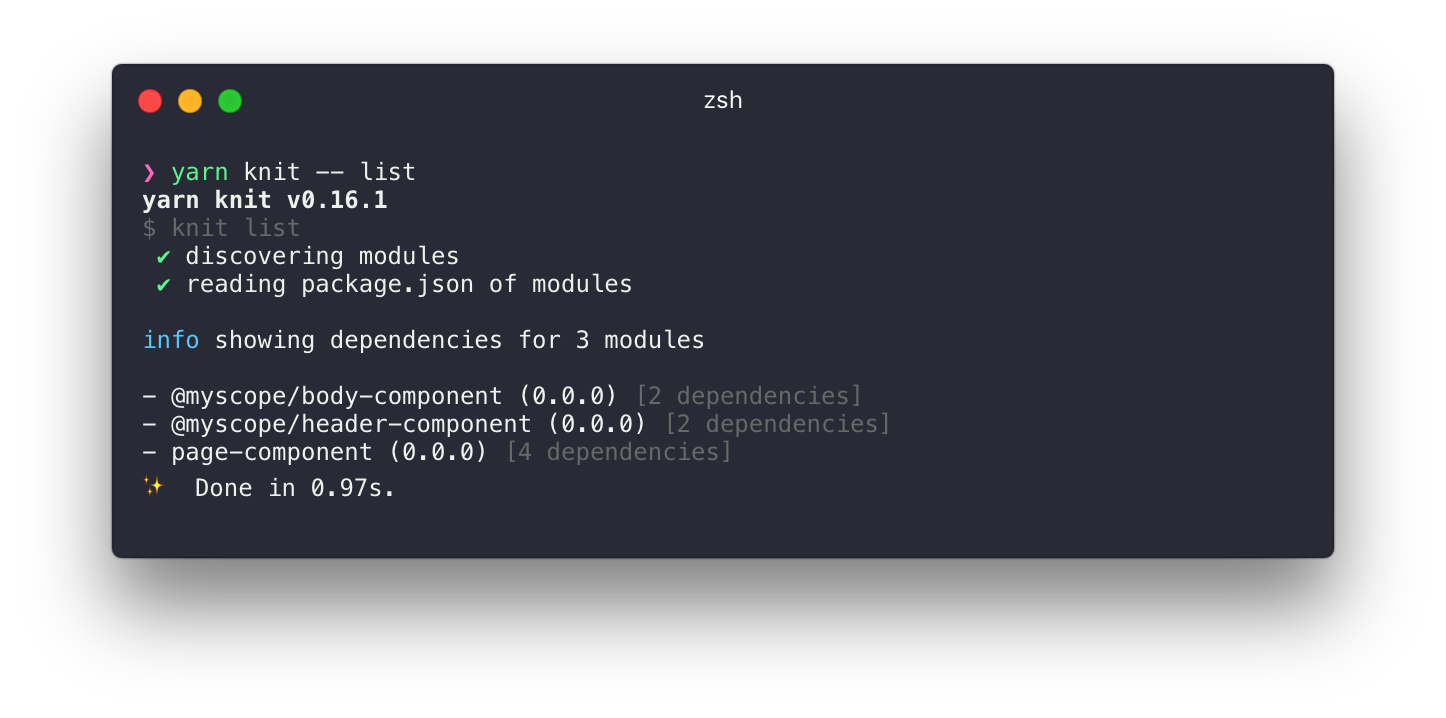 zsh
❯ yarn knit -- list
yarn knit v0.16.1
$ knit list
✔ discovering modules
✔ reading package.json of modules
info showing dependencies for 3 modules
- @myscope/body-component (0.0.0) [2 dependencies]
- @myscope/header-component (0.0.0) [2 dependencies]
- page-component (0.0.0) [4 dependencies]
✨ Done in 0.97s.